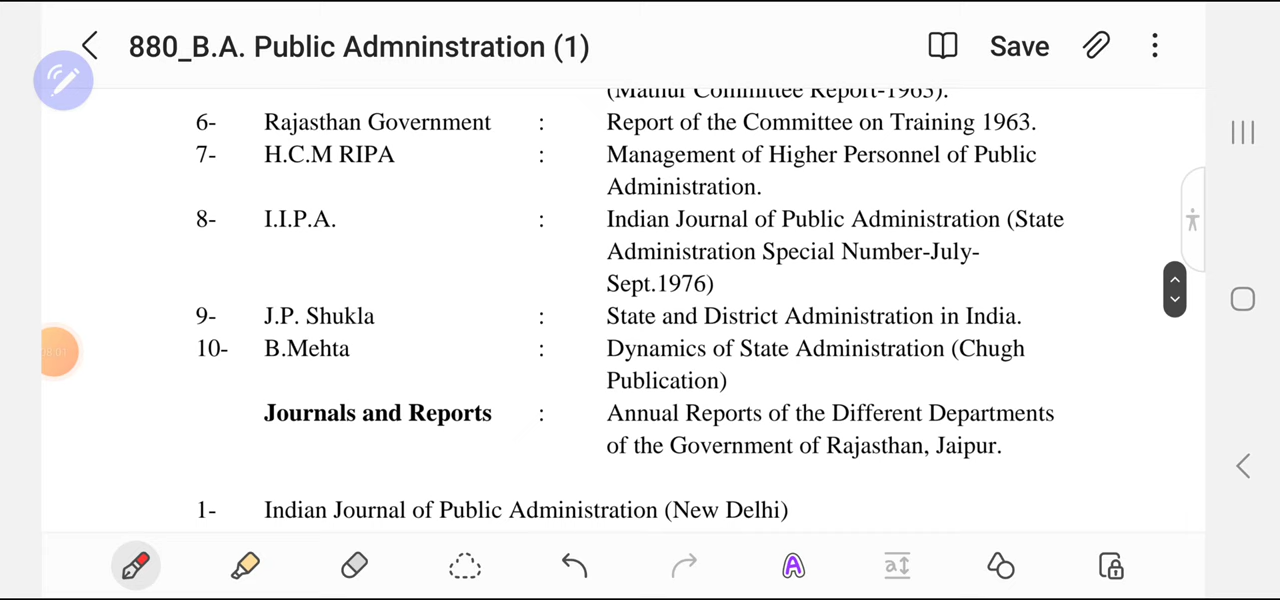 880_B.A. Public Admninstration (1)
Save
(Mathur Committee Report-1963).
6- Rajasthan Government : Report of the Committee on Training 1963.
7- H.C.M RIPA : Management of Higher Personnel of Public
Administration.
8- I.I.P.A. : Indian Journal of Public Administration (State
Administration Special Number-July-
Sept.1976)
9- J.P. Shukla : State and District Administration in India.
10- B.Mehta : Dynamics of State Administration (Chugh
Publication)
Journals and Reports : Annual Reports of the Different Departments
of the Government of Rajasthan, Jaipur.
1- Indian Journal of Public Administration (New Delhi)